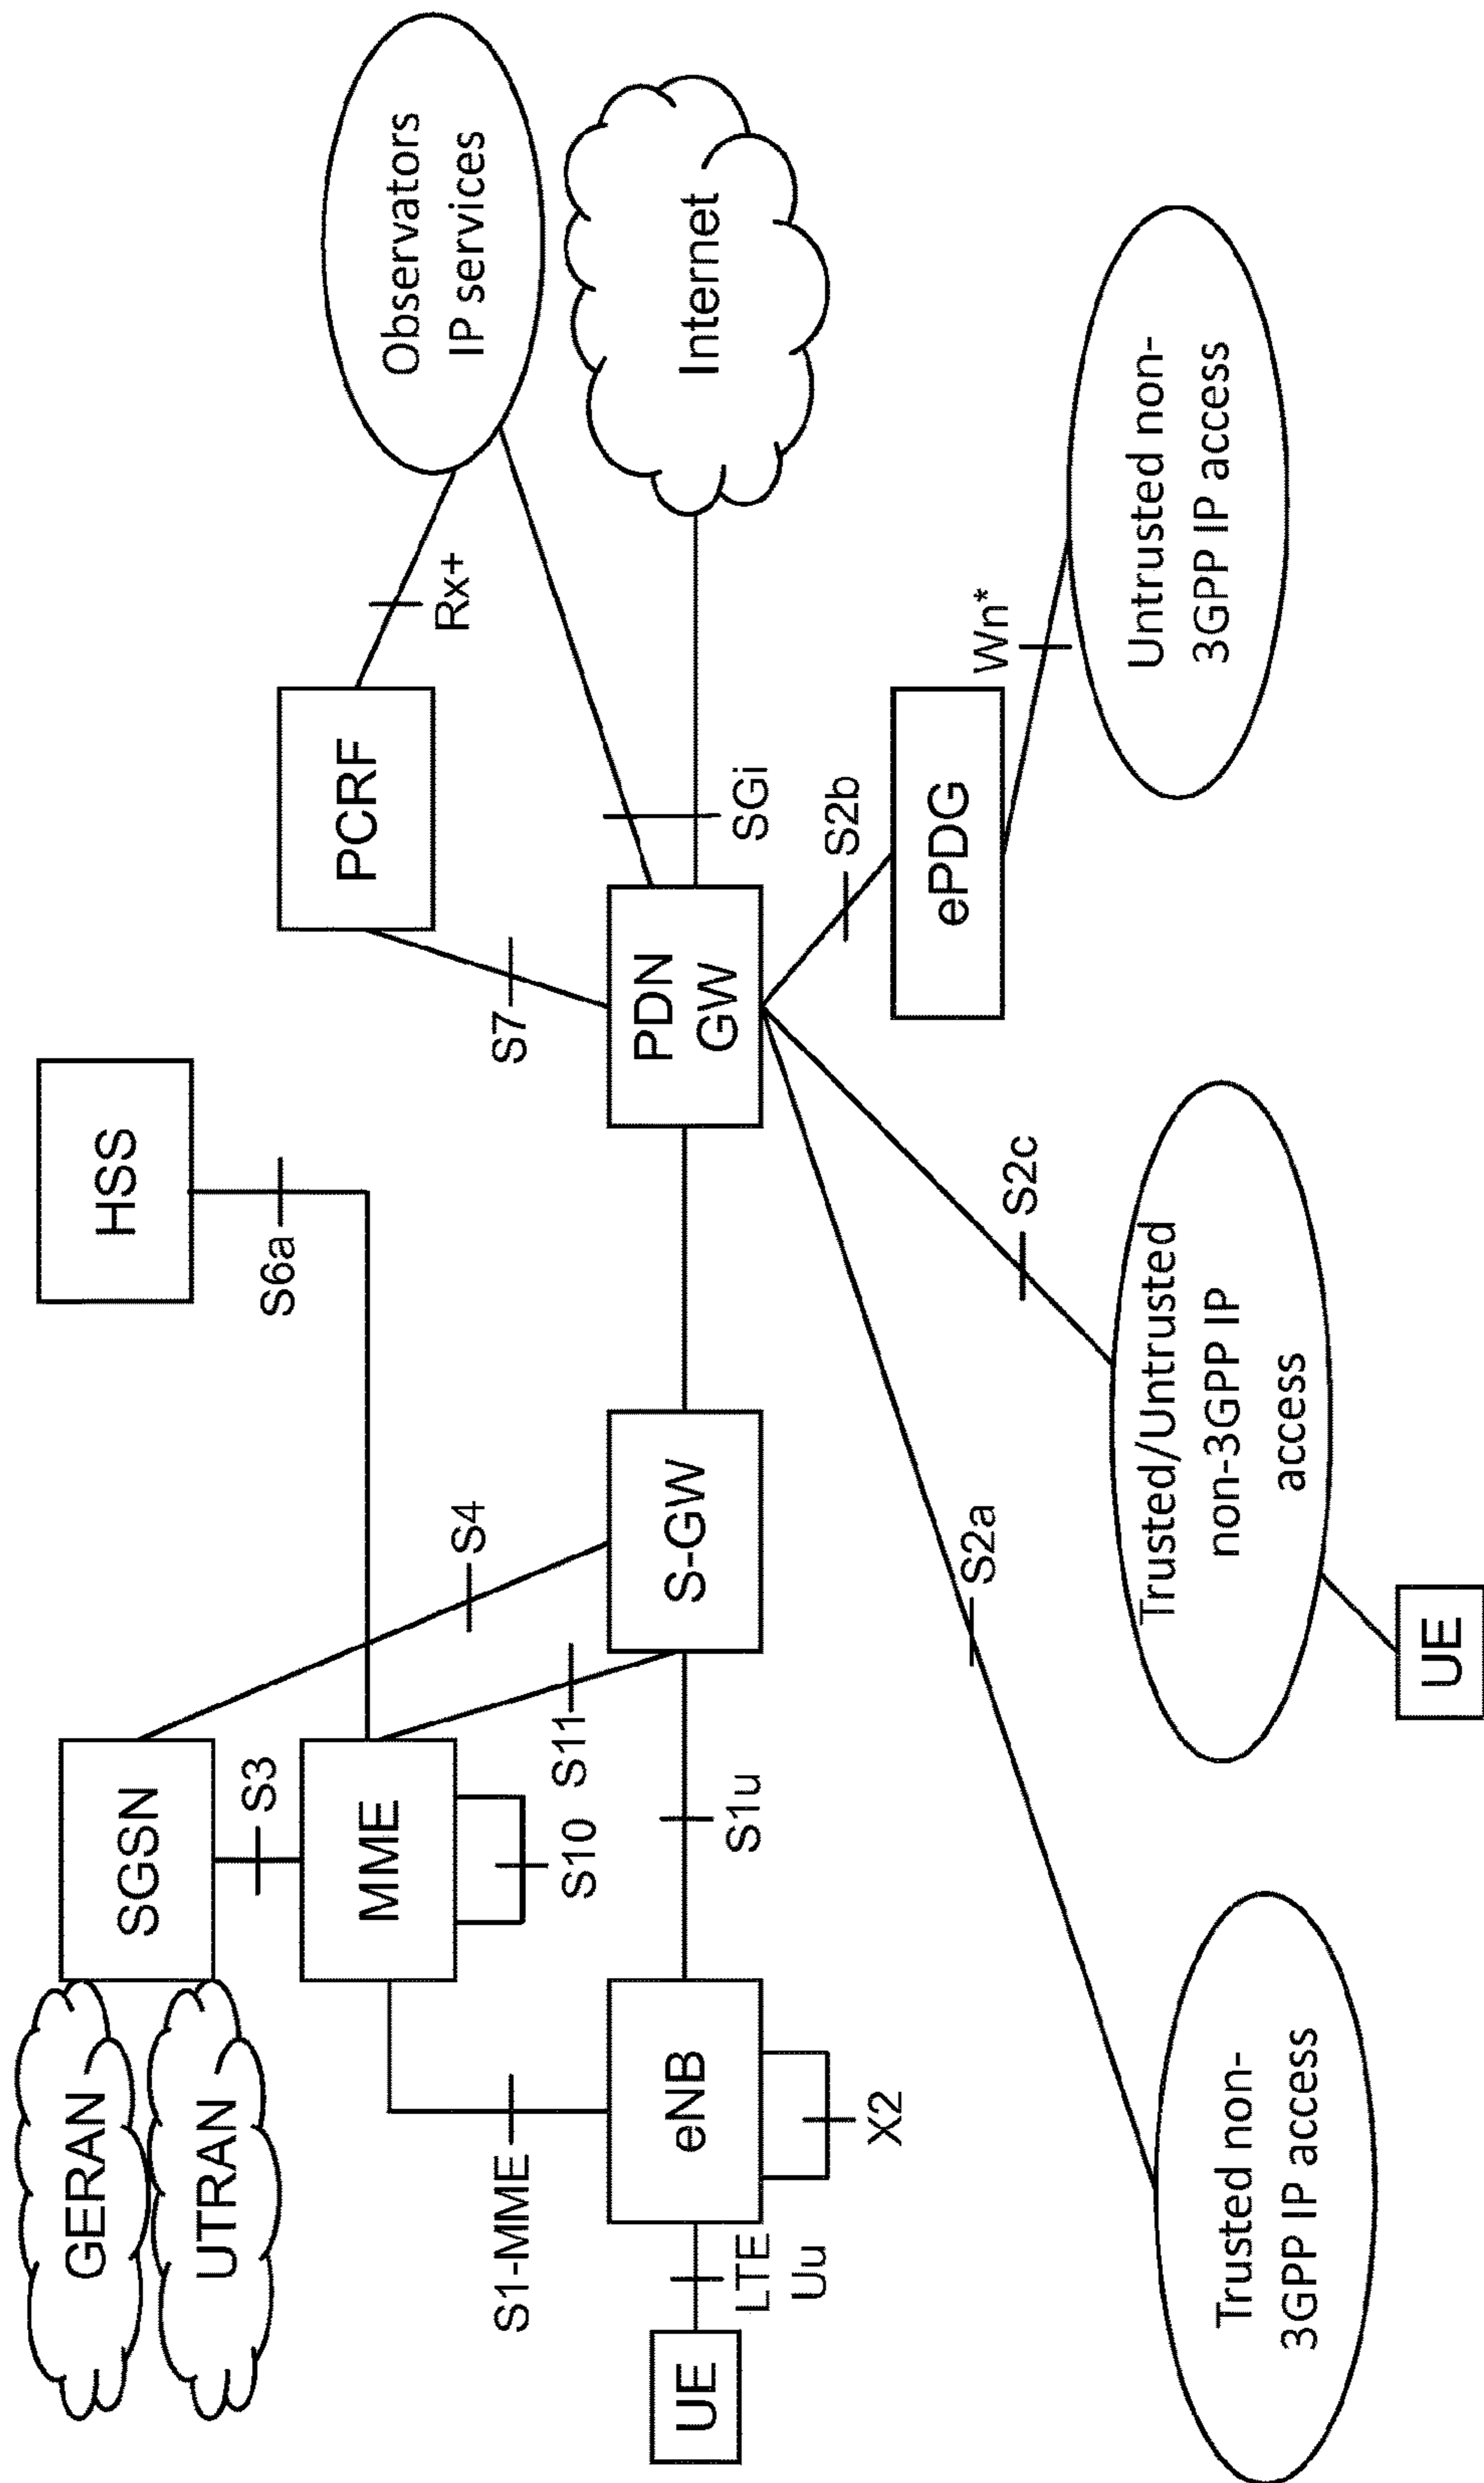 GERAN
UTRAN
SGSN
S3
HSS
S6a
MME
S10
S11
S4
S1-MME
PCRF
S7
Rx+
Observators
IP services
UE
LTE
Uu
eNB
X2
S1u
S-GW
PDN
GW
SGi
Internet
S2a
S2c
S2b
ePDG
Wn*
Trusted non-
3GPP IP access
Trusted/Untrusted
non-3GPP IP
access
UE
Untrusted non-
3GPP IP access